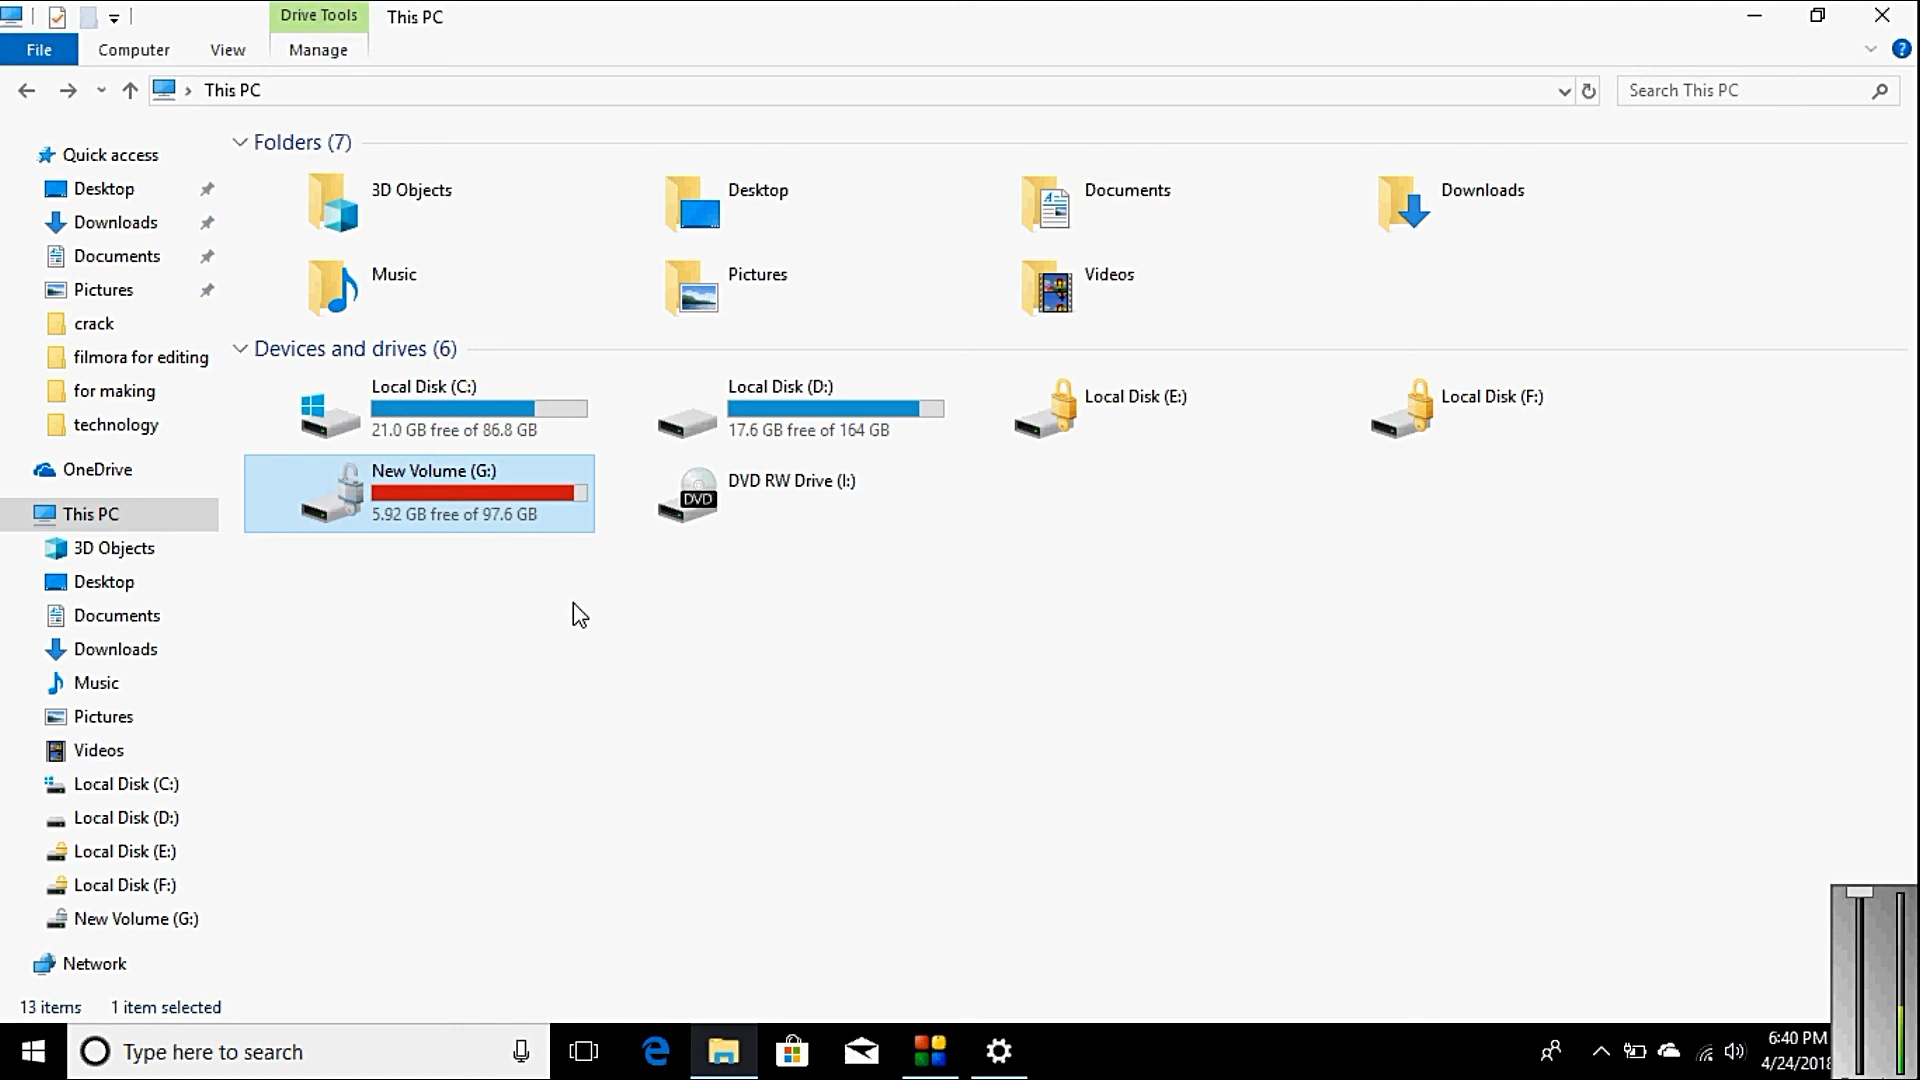 Drive Tools
This PC
File
Computer
View
Manage
This PC
Search This PC
Quick access
Desktop
Downloads
Documents
Pictures
crack
filmora for editing
for making
technology
OneDrive
This PC
3D Objects
Desktop
Documents
Downloads
Music
Pictures
Videos
Local Disk (C:)
Local Disk (D:)
Local Disk (E:)
Local Disk (F:)
New Volume (G:)
Network
Folders (7)
3D Objects
Desktop
Documents
Downloads
Music
Pictures
Videos
Devices and drives (6)
Local Disk (C:)
21.0 GB free of 86.8 GB
Local Disk (D:)
17.6 GB free of 164 GB
Local Disk (E:)
Local Disk (F:)
New Volume (G:)
5.92 GB free of 97.6 GB
DVD RW Drive (I:)
DVD
13 items
1 item selected
Type here to search
6:40 PM
4/24/2018